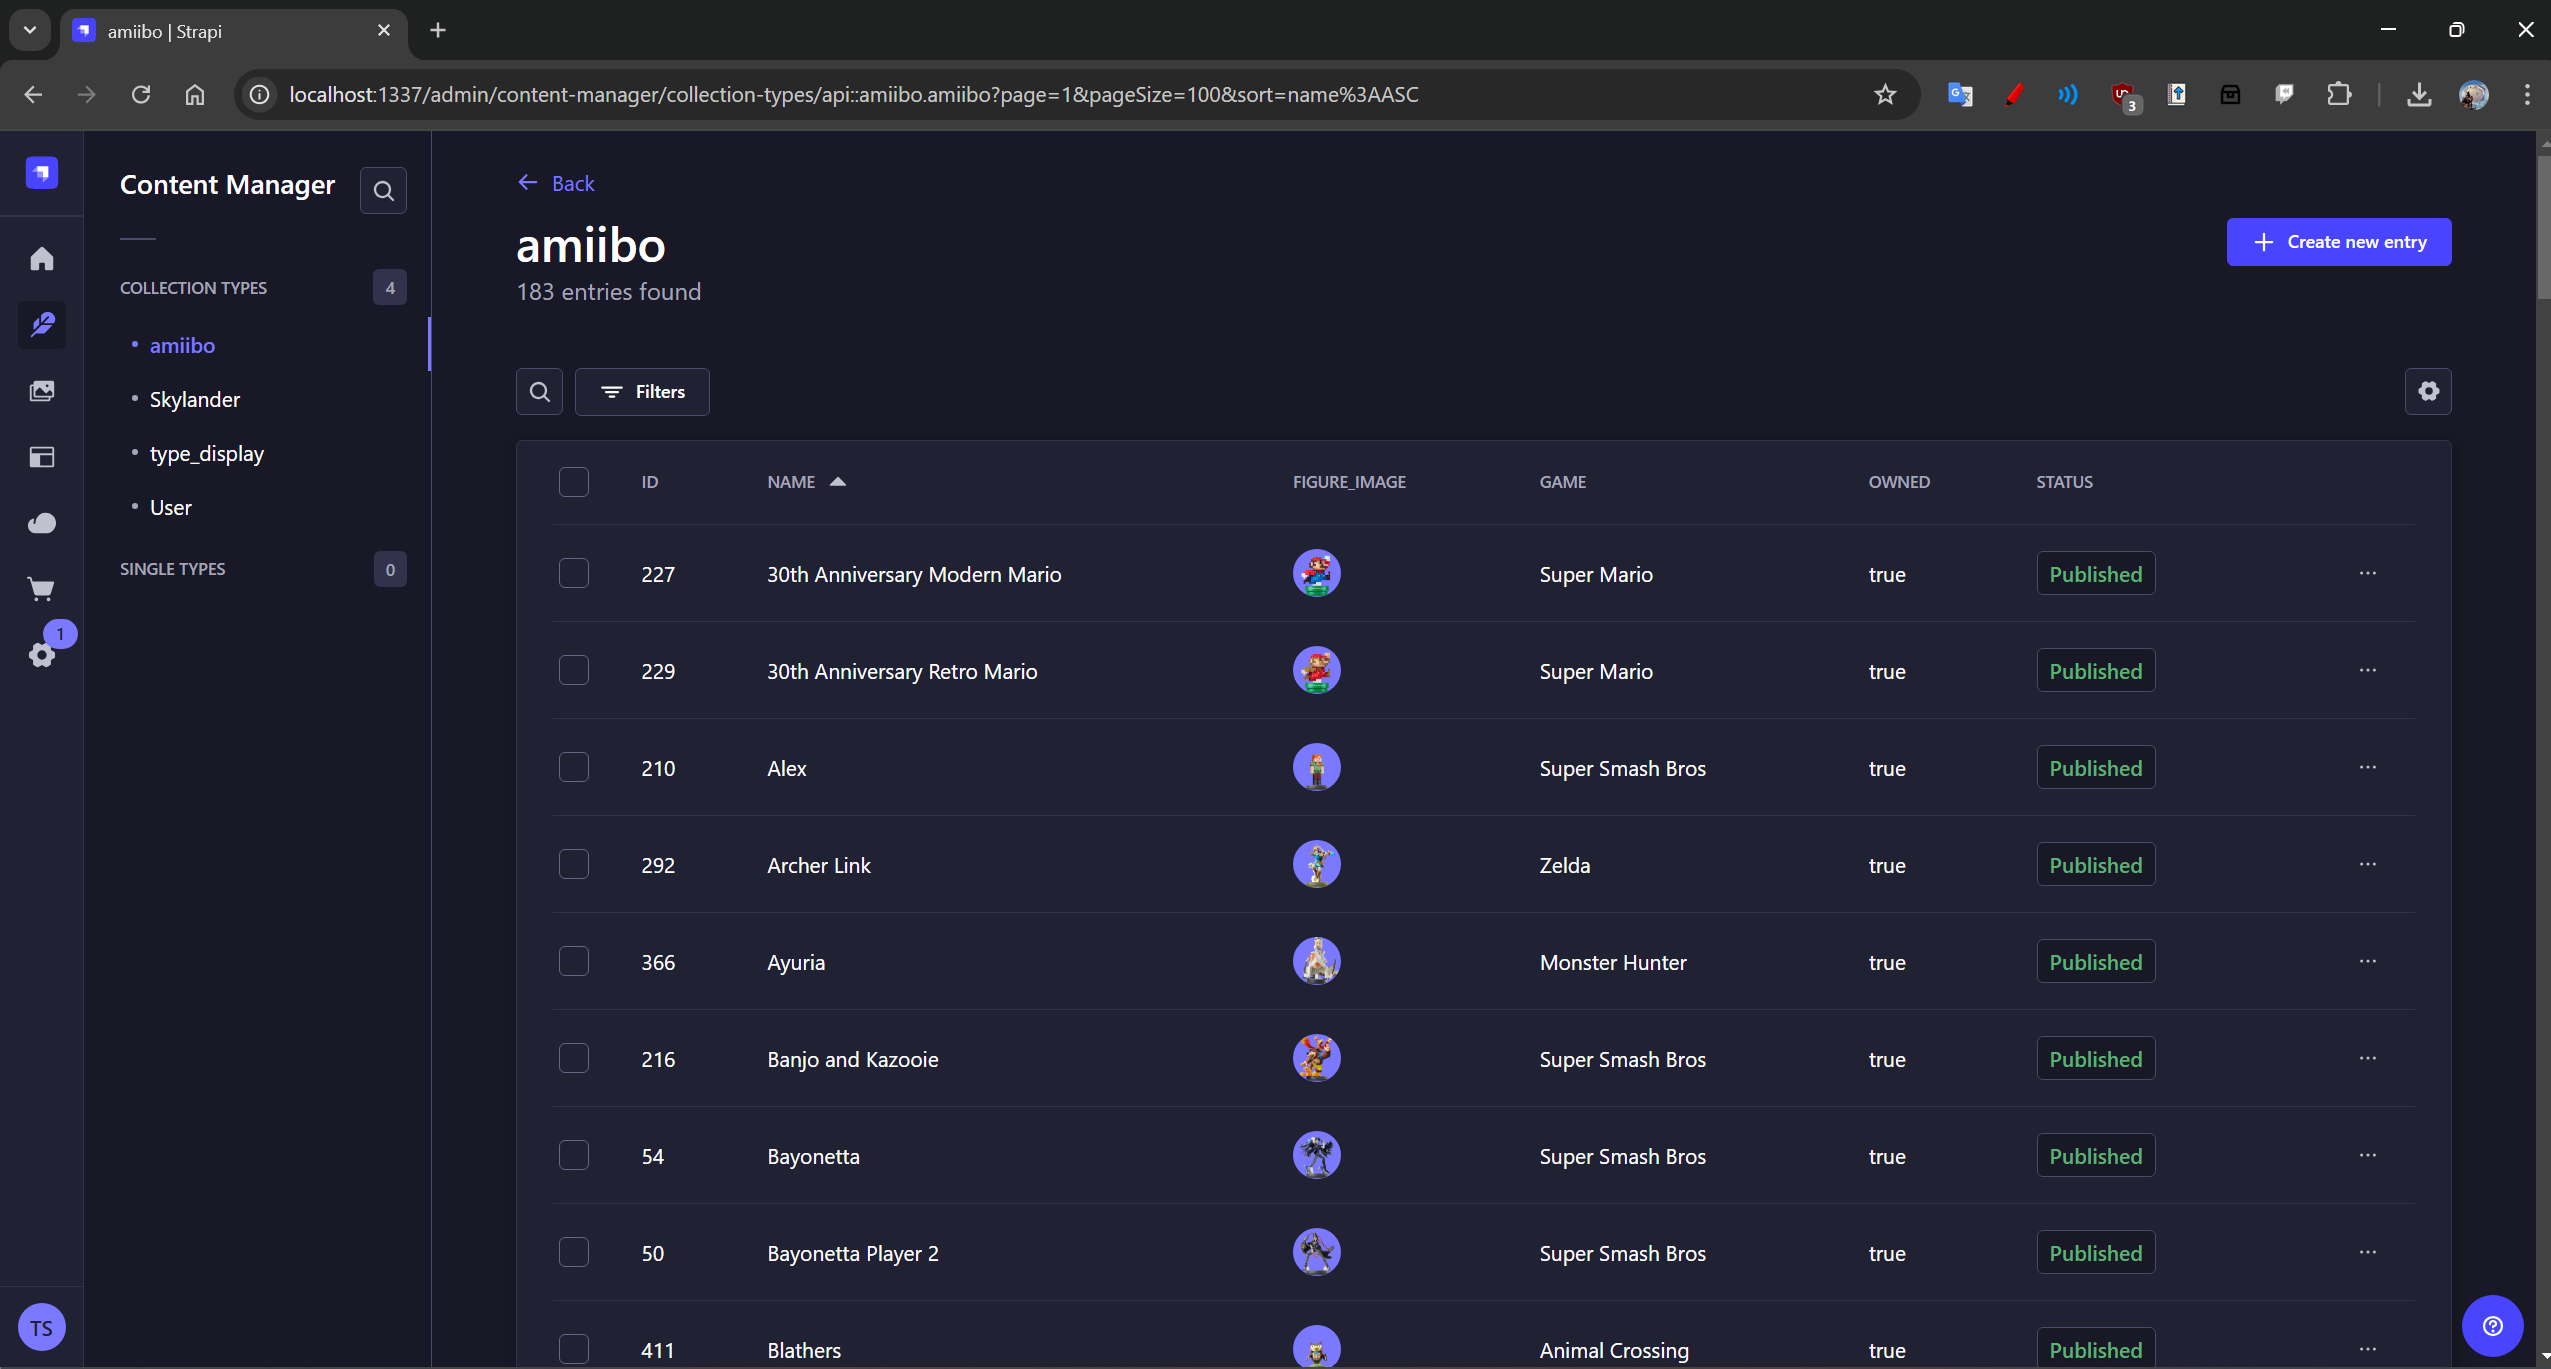 amiibo | Strapi
localhost:1337/admin/content-manager/collection-types/api::amiibo.amiibo?page=1&pageSize=100&sort=name%3AASC
3
Content Manager
COLLECTION TYPES 4
amiibo
Skylander
type_display
User
SINGLE TYPES 0
1
TS
Back
amiibo
183 entries found
Create new entry
Filters
ID NAME FIGURE_IMAGE GAME OWNED STATUS
227 30th Anniversary Modern Mario Super Mario true Published
229 30th Anniversary Retro Mario Super Mario true Published
210 Alex Super Smash Bros true Published
292 Archer Link Zelda true Published
366 Ayuria Monster Hunter true Published
216 Banjo and Kazooie Super Smash Bros true Published
54 Bayonetta Super Smash Bros true Published
50 Bayonetta Player 2 Super Smash Bros true Published
411 Blathers Animal Crossing true Published